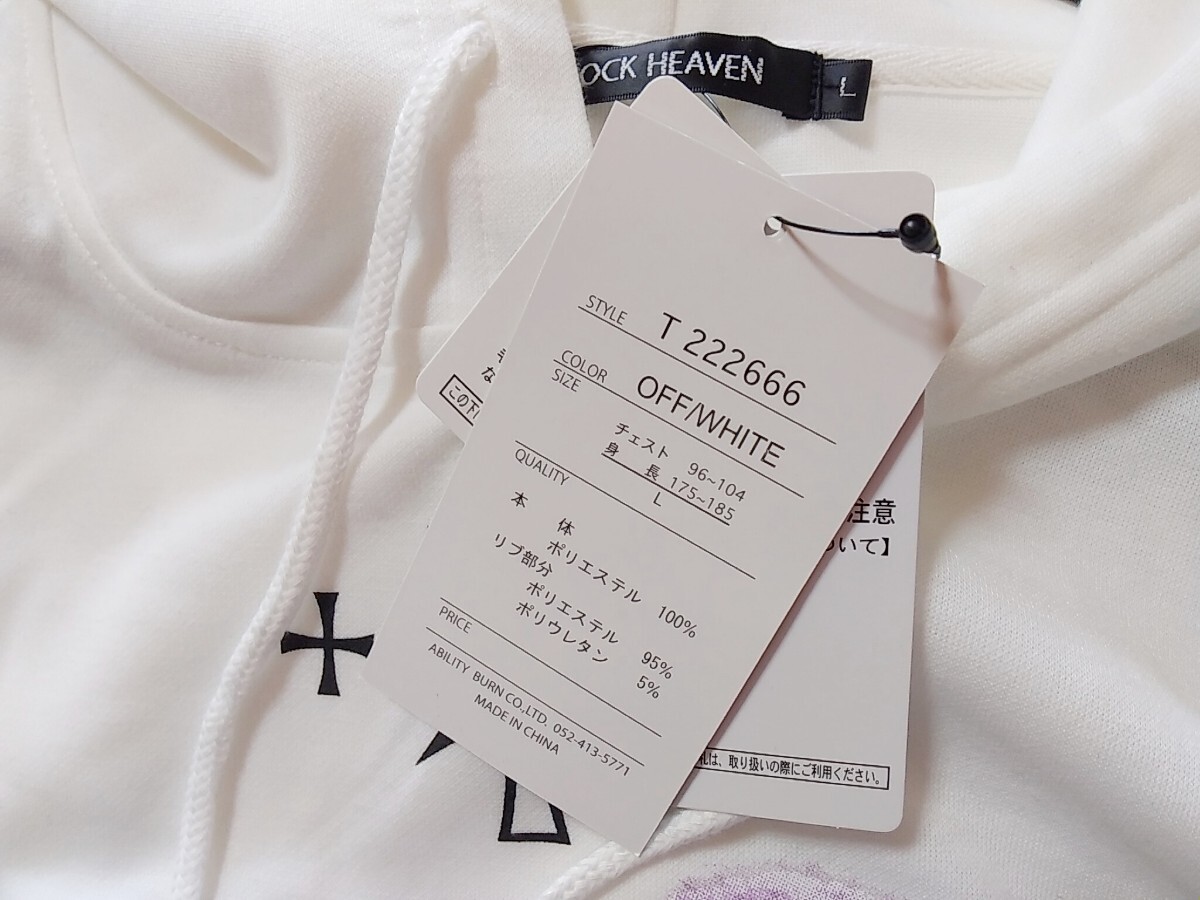 OCK HEAVEN
L
STYLE T 222666
COLOR OFF/WHITE
SIZE
チェスト 96~104
身 長 175~185
L
QUALITY
本 体
ポリエステル 100%
リブ部分
ポリエステル 95%
ポリウレタン 5%
PRICE
ABILITY BURN CO.,LTD. 052-413-5771
MADE IN CHINA
な
この下
注意
ついて】
札は、取り扱いの際にご利用ください。